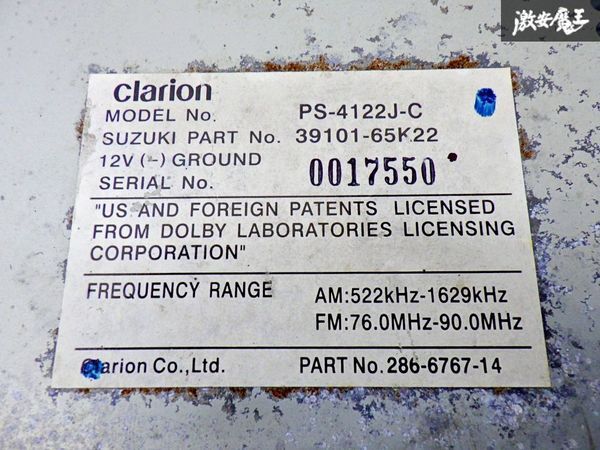 激安魔王
Clarion
MODEL No. PS-4122J-C
SUZUKI PART No. 39101-65K22
12V (-) GROUND
SERIAL No. 0017550
"US AND FOREIGN PATENTS LICENSED
FROM DOLBY LABORATORIES LICENSING
CORPORATION"
FREQUENCY RANGE AM:522kHz-1629kHz
FM:76.0MHz-90.0MHz
Clarion Co.,Ltd. PART No. 286-6767-14